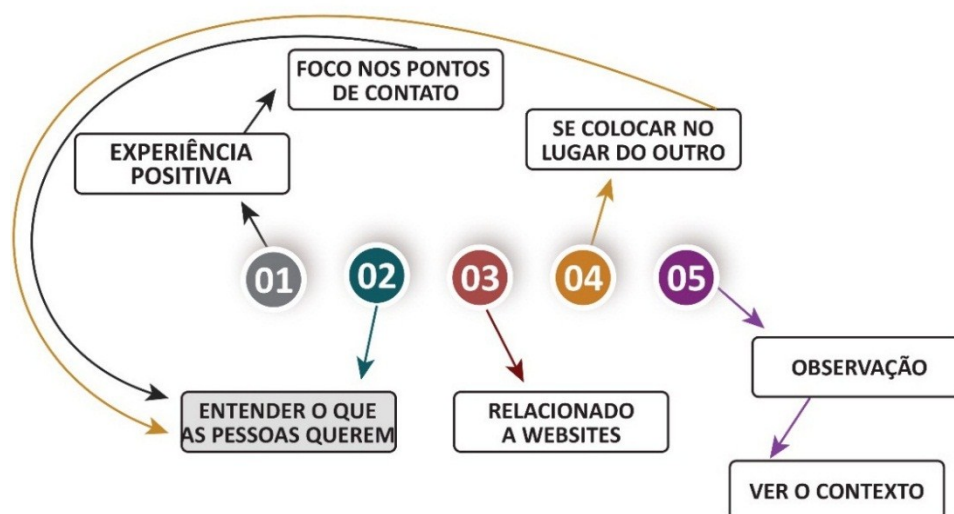 FOCO NOS PONTOS
DE CONTATO
EXPERIÊNCIA
POSITIVA
SE COLOCAR NO
LUGAR DO OUTRO
01
02
03
04
05
OBSERVAÇÃO
ENTENDER O QUE
AS PESSOAS QUEREM
RELACIONADO
A WEBSITES
VER O CONTEXTO